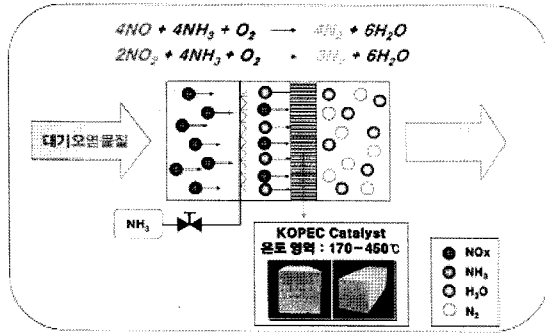 4NO + 4NH₃ + O₂ → 4N₂ + 6H₂O
2NO₂ + 4NH₃ + O₂ → 3N₂ + 6H₂O
대기오염물질
NH₃
KOPEC Catalyst
온도 영역 : 170~450℃
NOx
NH₃
H₂O
N₂